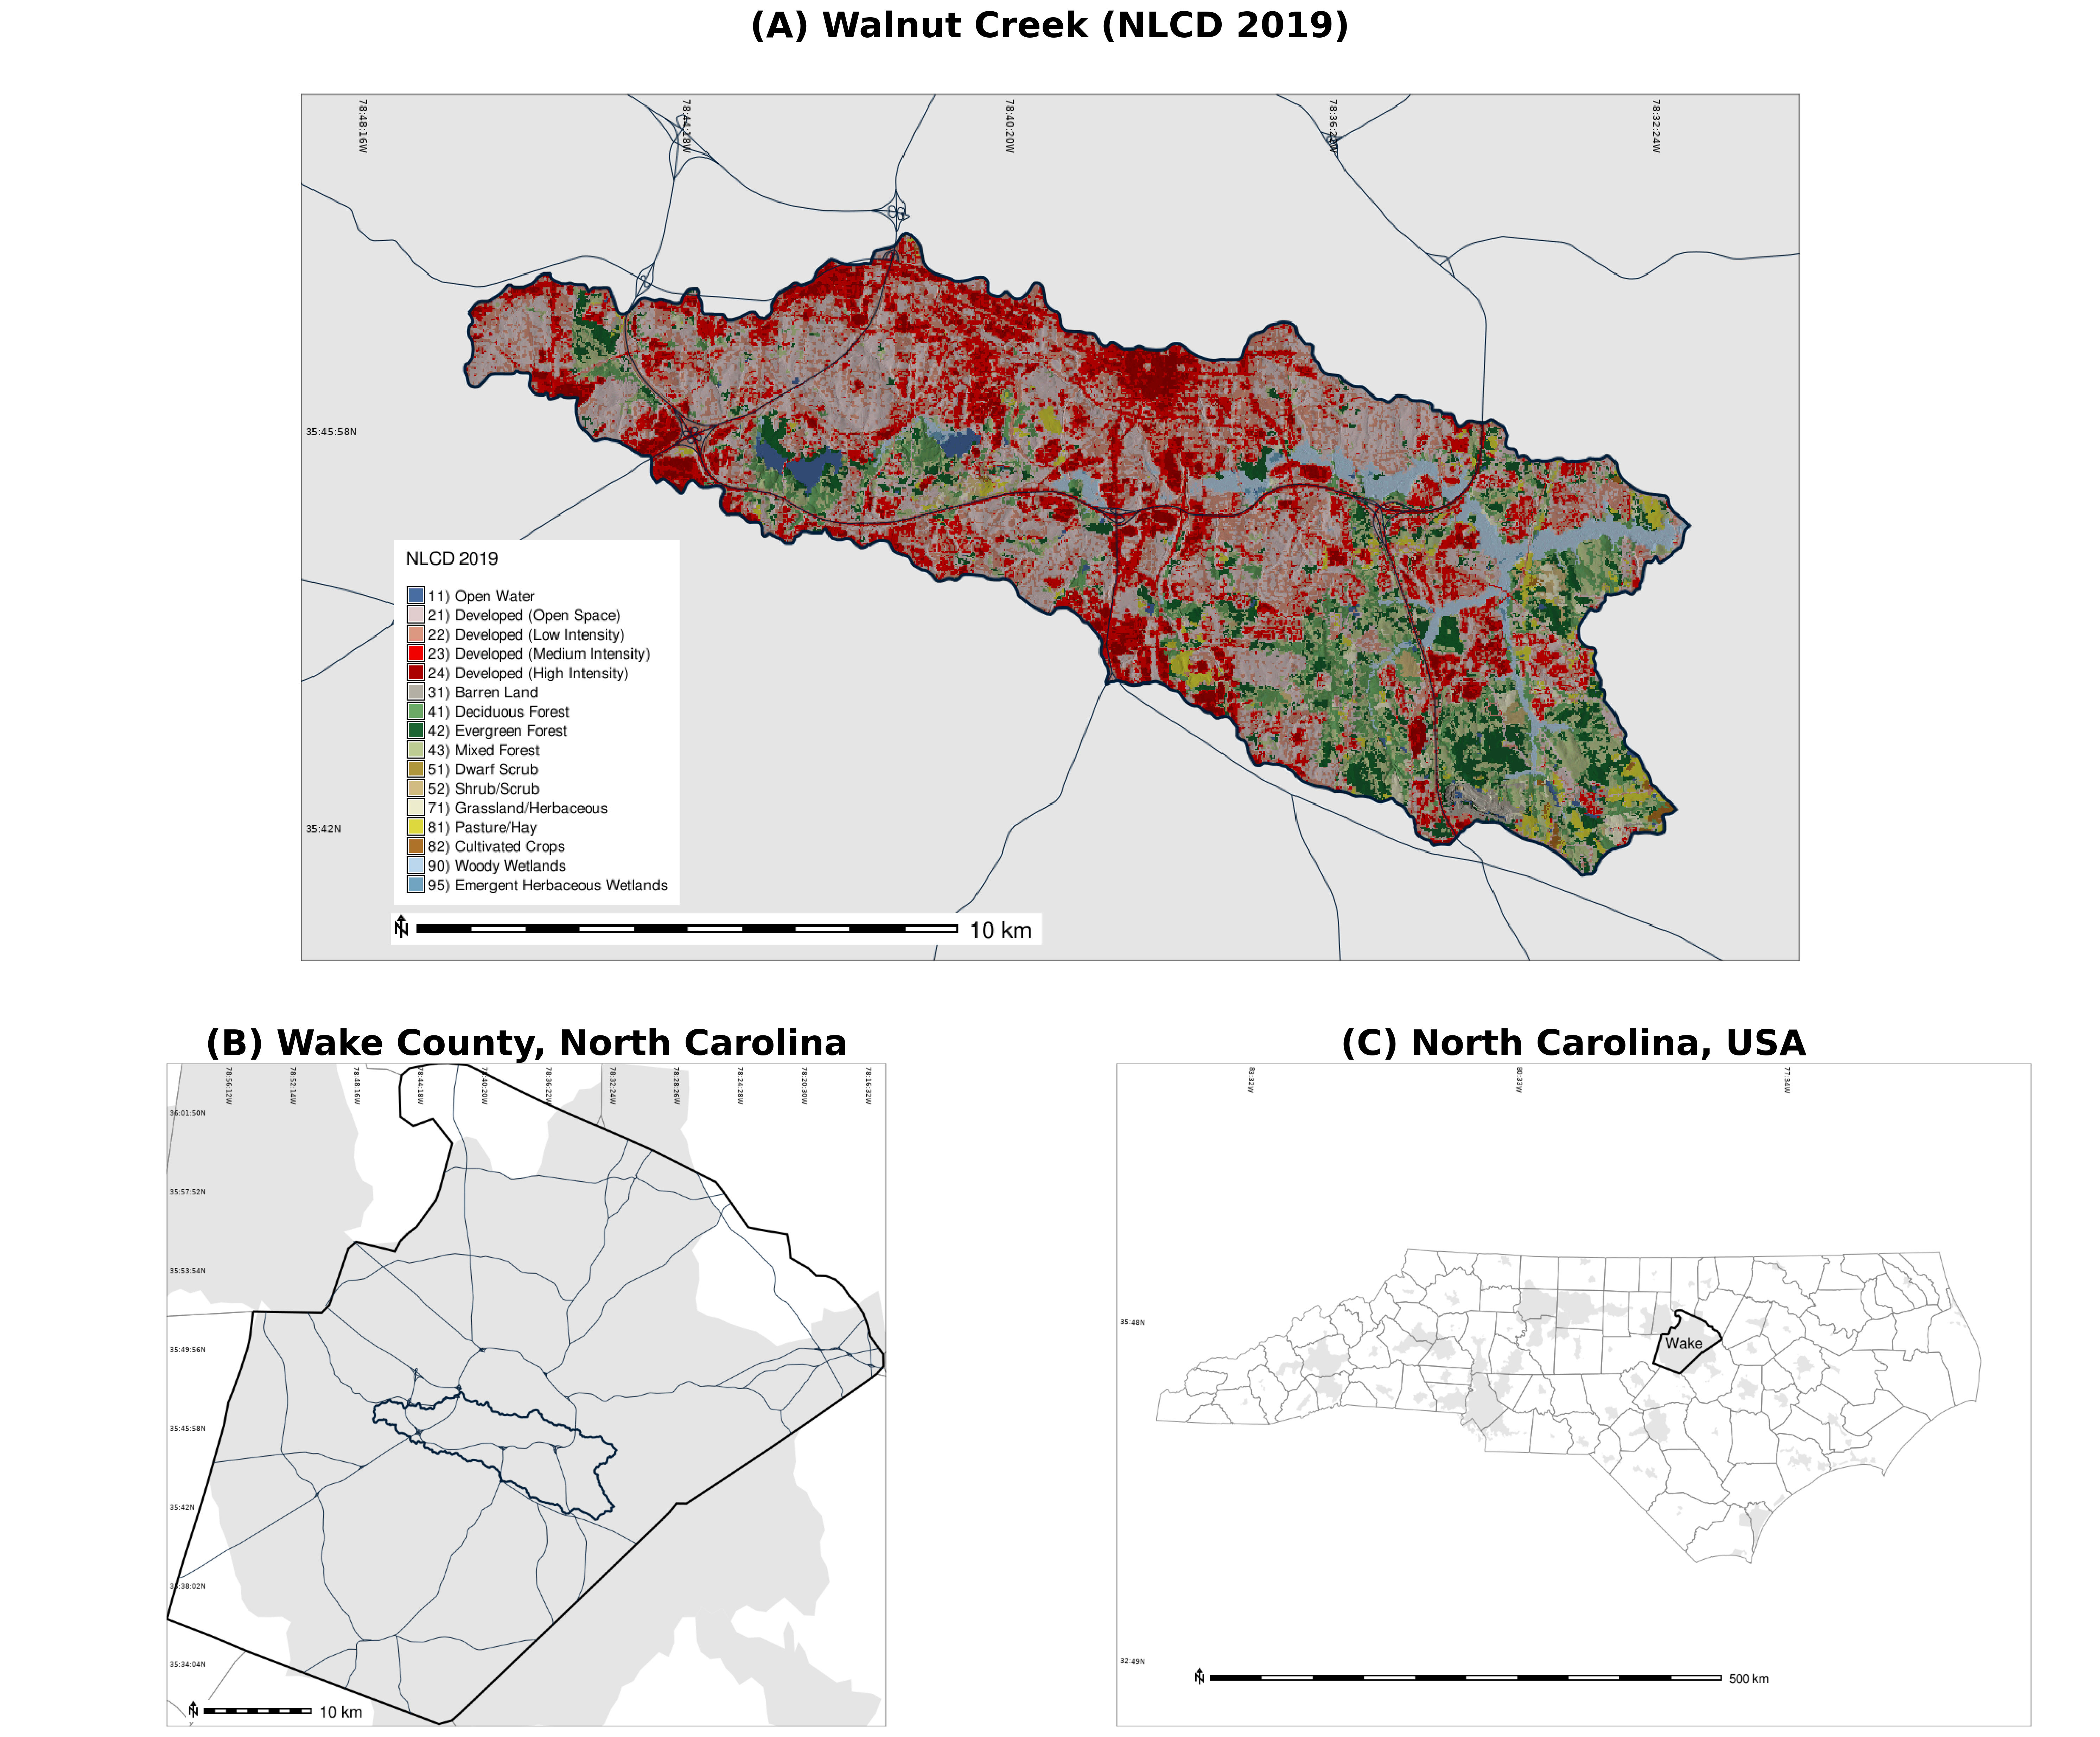 (A) Walnut Creek (NLCD 2019)
78:48:16W
78:44:18W
78:40:20W
78:36:22W
78:32:24W
35:45:58N
35:42N
NLCD 2019
11) Open Water
21) Developed (Open Space)
22) Developed (Low Intensity)
23) Developed (Medium Intensity)
24) Developed (High Intensity)
31) Barren Land
41) Deciduous Forest
42) Evergreen Forest
43) Mixed Forest
51) Dwarf Scrub
52) Shrub/Scrub
71) Grassland/Herbaceous
81) Pasture/Hay
82) Cultivated Crops
90) Woody Wetlands
95) Emergent Herbaceous Wetlands
N
10 km
(B) Wake County, North Carolina
78:56:12W
78:52:14W
78:48:16W
78:44:18W
78:40:20W
78:36:22W
78:32:24W
78:28:26W
78:24:28W
78:20:30W
78:16:32W
36:01:50N
35:57:52N
35:53:54N
35:49:56N
35:45:58N
35:42N
35:38:02N
35:34:04N
N
10 km
(C) North Carolina, USA
83:32W
80:33W
77:34W
35:48N
32:49N
Wake
N
500 km